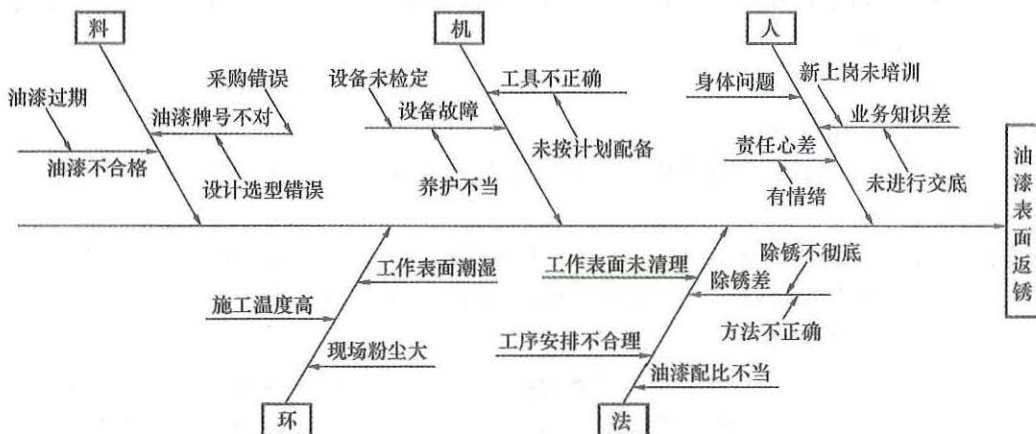 料
机
人
采购错误
油漆过期
油漆牌号不对
油漆不合格
设计选型错误
设备未检定
设备故障
工具不正确
未按计划配备
养护不当
身体问题
新上岗未培训
业务知识差
责任心差
有情绪
未进行交底
油漆表面返锈
工作表面潮湿
施工温度高
现场粉尘大
工作表面未清理
除锈不彻底
除锈差
方法不正确
工序安排不合理
油漆配比不当
环
法